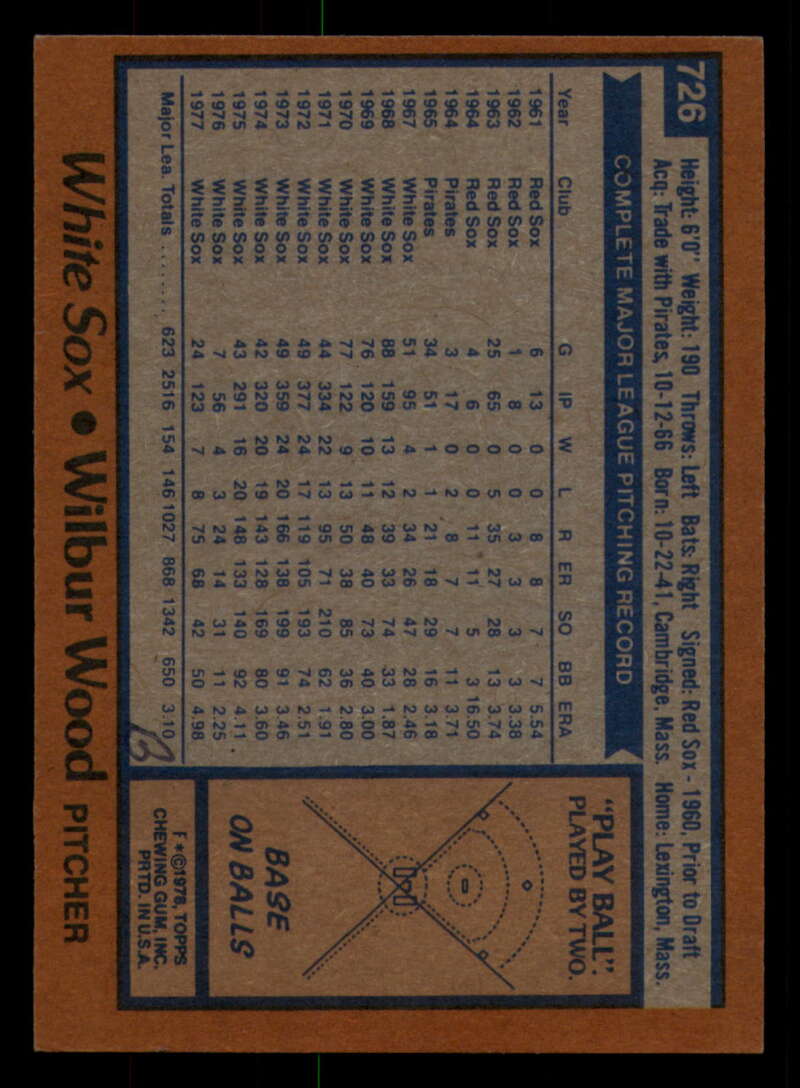 726
Height: 6'0" Weight: 190 Throws: Left Bats: Right Signed: Red Sox - 1960, Prior to Draft
Acq: Trade with Pirates, 10-12-66 Born: 10-22-41, Cambridge, Mass. Home: Lexington, Mass.
COMPLETE MAJOR LEAGUE PITCHING RECORD
Year Club G IP W L R ER SO BB ERA
1961 Red Sox 6 13 0 0 8 8 7 7 5.54
1962 Red Sox 1 8 0 0 3 3 3 3 3.38
1963 Red Sox 25 65 0 5 35 27 28 13 3.74
1964 Red Sox 4 6 0 0 11 11 5 3 16.50
1964 Pirates 3 17 0 2 8 7 7 11 3.71
1965 Pirates 34 51 1 1 21 18 29 16 3.18
1967 White Sox 51 95 4 2 34 26 47 28 2.46
1968 White Sox 88 159 13 12 39 33 74 33 1.87
1969 White Sox 76 120 10 11 48 40 73 40 3.00
1970 White Sox 77 122 9 13 50 38 85 36 2.80
1971 White Sox 44 334 22 13 95 71 210 62 1.91
1972 White Sox 49 377 24 17 119 105 193 74 2.51
1973 White Sox 49 359 24 20 166 138 199 91 3.46
1974 White Sox 42 320 20 19 143 128 169 80 3.60
1975 White Sox 43 291 16 20 148 133 140 92 4.11
1976 White Sox 7 56 4 3 24 14 31 11 2.25
1977 White Sox 24 123 7 8 75 68 42 50 4.98
Major Lea. Totals ........ 623 2516 154 146 1027 868 1342 650 3.10
"PLAY BALL":
PLAYED BY TWO.
BASE
ON BALLS
F*©1978, TOPPS
CHEWING GUM, INC.
PRTD. IN U.S.A.
White Sox • Wilbur Wood PITCHER